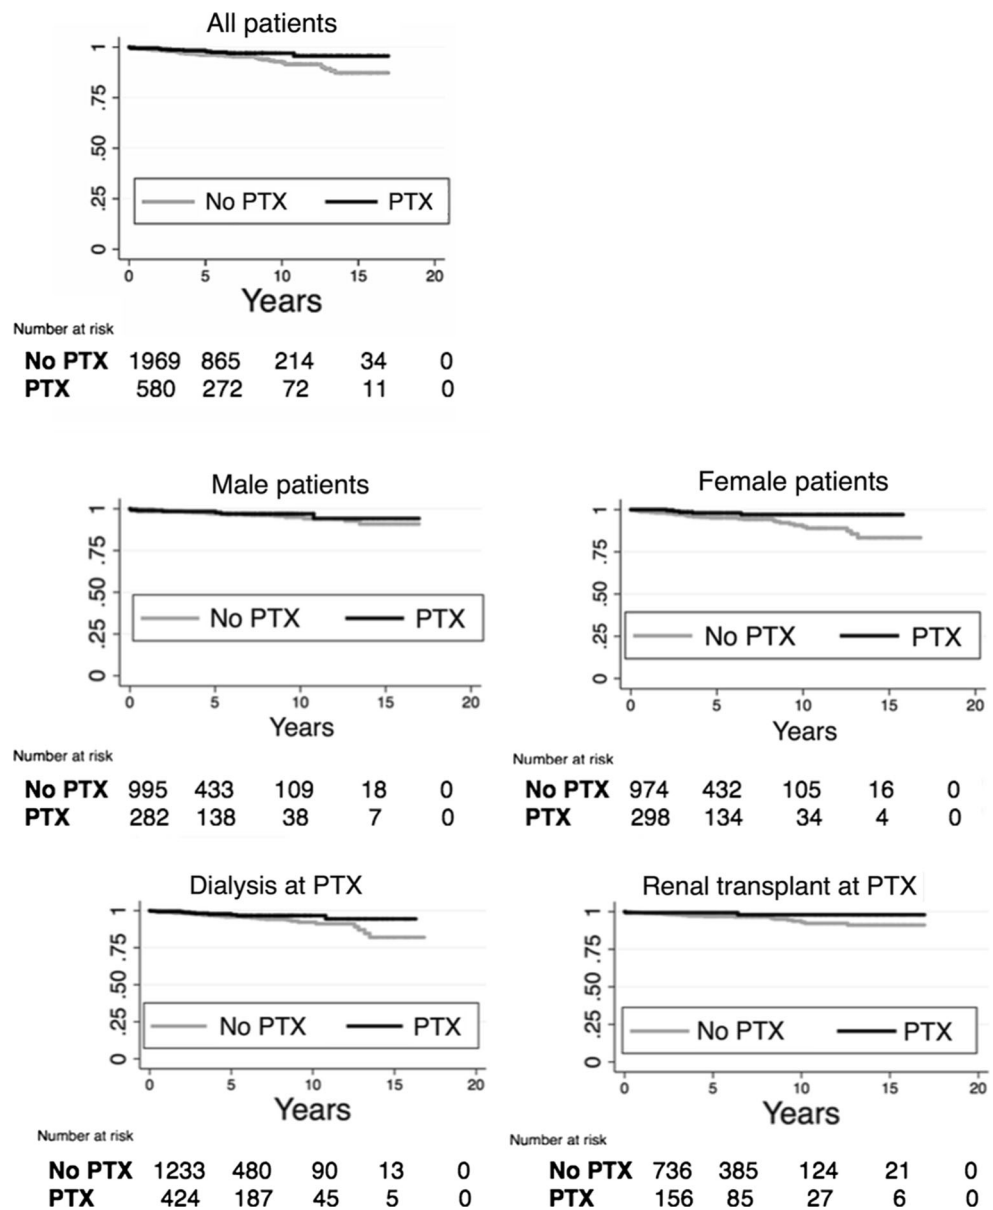 All patients
1
.75
.50
.25
0
No PTX PTX
0 5 10 15 20
Years
Number at risk
No PTX 1969 865 214 34 0
PTX 580 272 72 11 0
Male patients
1
.75
.50
.25
0
No PTX PTX
0 5 10 15 20
Years
Number at risk
No PTX 995 433 109 18 0
PTX 282 138 38 7 0
Female patients
1
.75
.50
.25
0
No PTX PTX
0 5 10 15 20
Years
Number at risk
No PTX 974 432 105 16 0
PTX 298 134 34 4 0
Dialysis at PTX
1
.75
.50
.25
0
No PTX PTX
0 5 10 15 20
Years
Number at risk
No PTX 1233 480 90 13 0
PTX 424 187 45 5 0
Renal transplant at PTX
1
.75
.50
.25
0
No PTX PTX
0 5 10 15 20
Years
Number at risk
No PTX 736 385 124 21 0
PTX 156 85 27 6 0